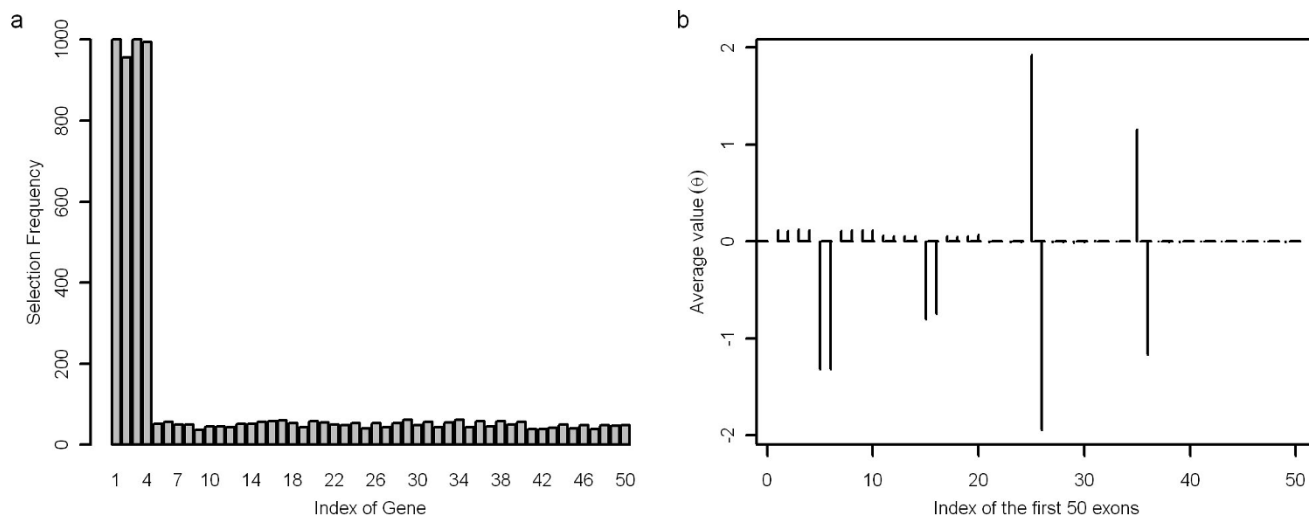 a
1000
800
600
400
200
0
Selection Frequency
1 4 7 10 14 18 22 26 30 34 38 42 46 50
Index of Gene
b
2
1
0
-1
-2
Average value (θ)
0 10 20 30 40 50
Index of the first 50 exons